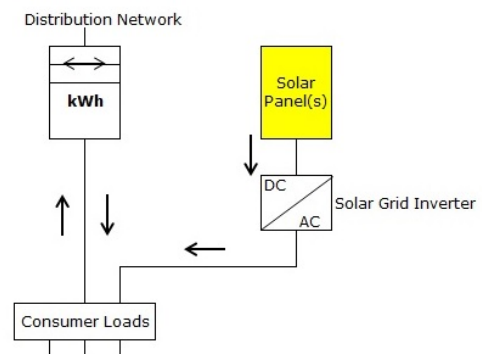 Distribution Network
kWh
Solar
Panel(s)
DC
AC
Solar Grid Inverter
Consumer Loads